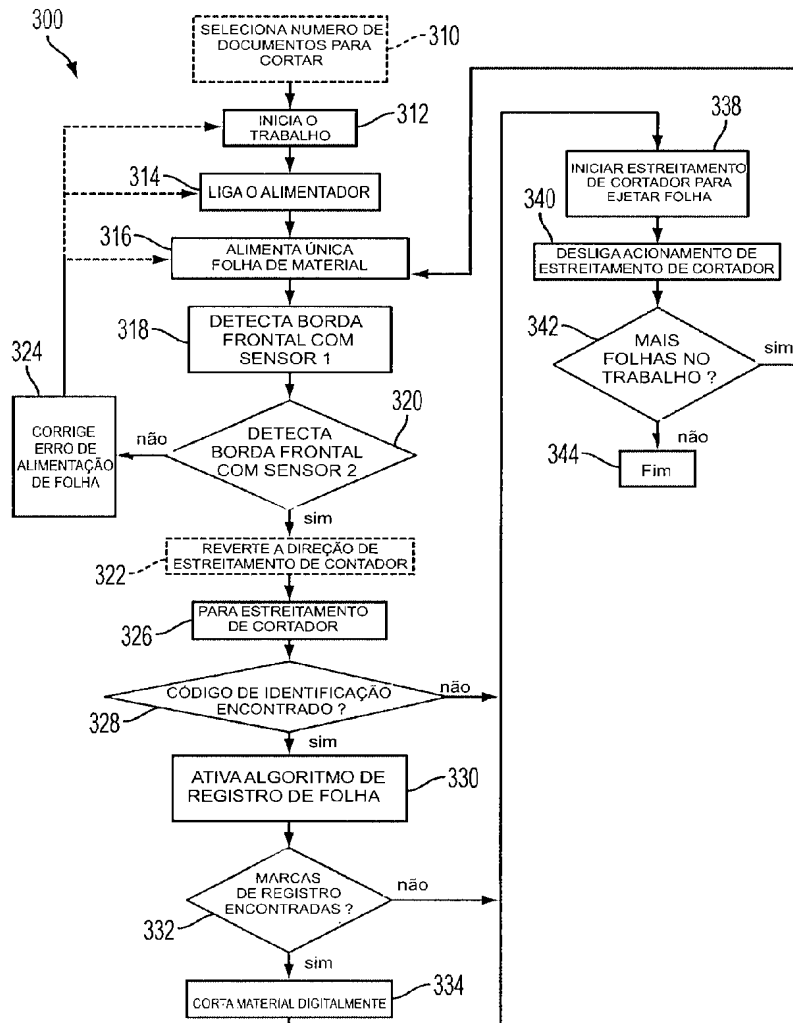 300
SELECIONA NUMERO DE
DOCUMENTOS PARA
CORTAR
310
INICIA O
TRABALHO
312
314
LIGA O ALIMENTADOR
316
ALIMENTA ÚNICA
FOLHA DE MATERIAL
318
DETECTA BORDA
FRONTAL COM
SENSOR 1
320
DETECTA
BORDA FRONTAL
COM SENSOR 2
não
sim
324
CORRIGE
ERRO DE
ALIMENTAÇÃO
DE FOLHA
322
REVERTE A DIREÇÃO DE
ESTREITAMENTO DE CONTADOR
326
PARA ESTREITAMENTO
DE CORTADOR
328
CÓDIGO DE IDENTIFICAÇÃO
ENCONTRADO ?
não
sim
ATIVA ALGORITMO DE
REGISTRO DE FOLHA
330
332
MARCAS
DE REGISTRO
ENCONTRADAS ?
não
sim
CORTA MATERIAL DIGITALMENTE
334
338
INICIAR ESTREITAMENTO
DE CORTADOR PARA
EJETAR FOLHA
340
DESLIGA ACIONAMENTO DE
ESTREITAMENTO DE CORTADOR
342
MAIS
FOLHAS NO
TRABALHO ?
sim
não
344
Fim